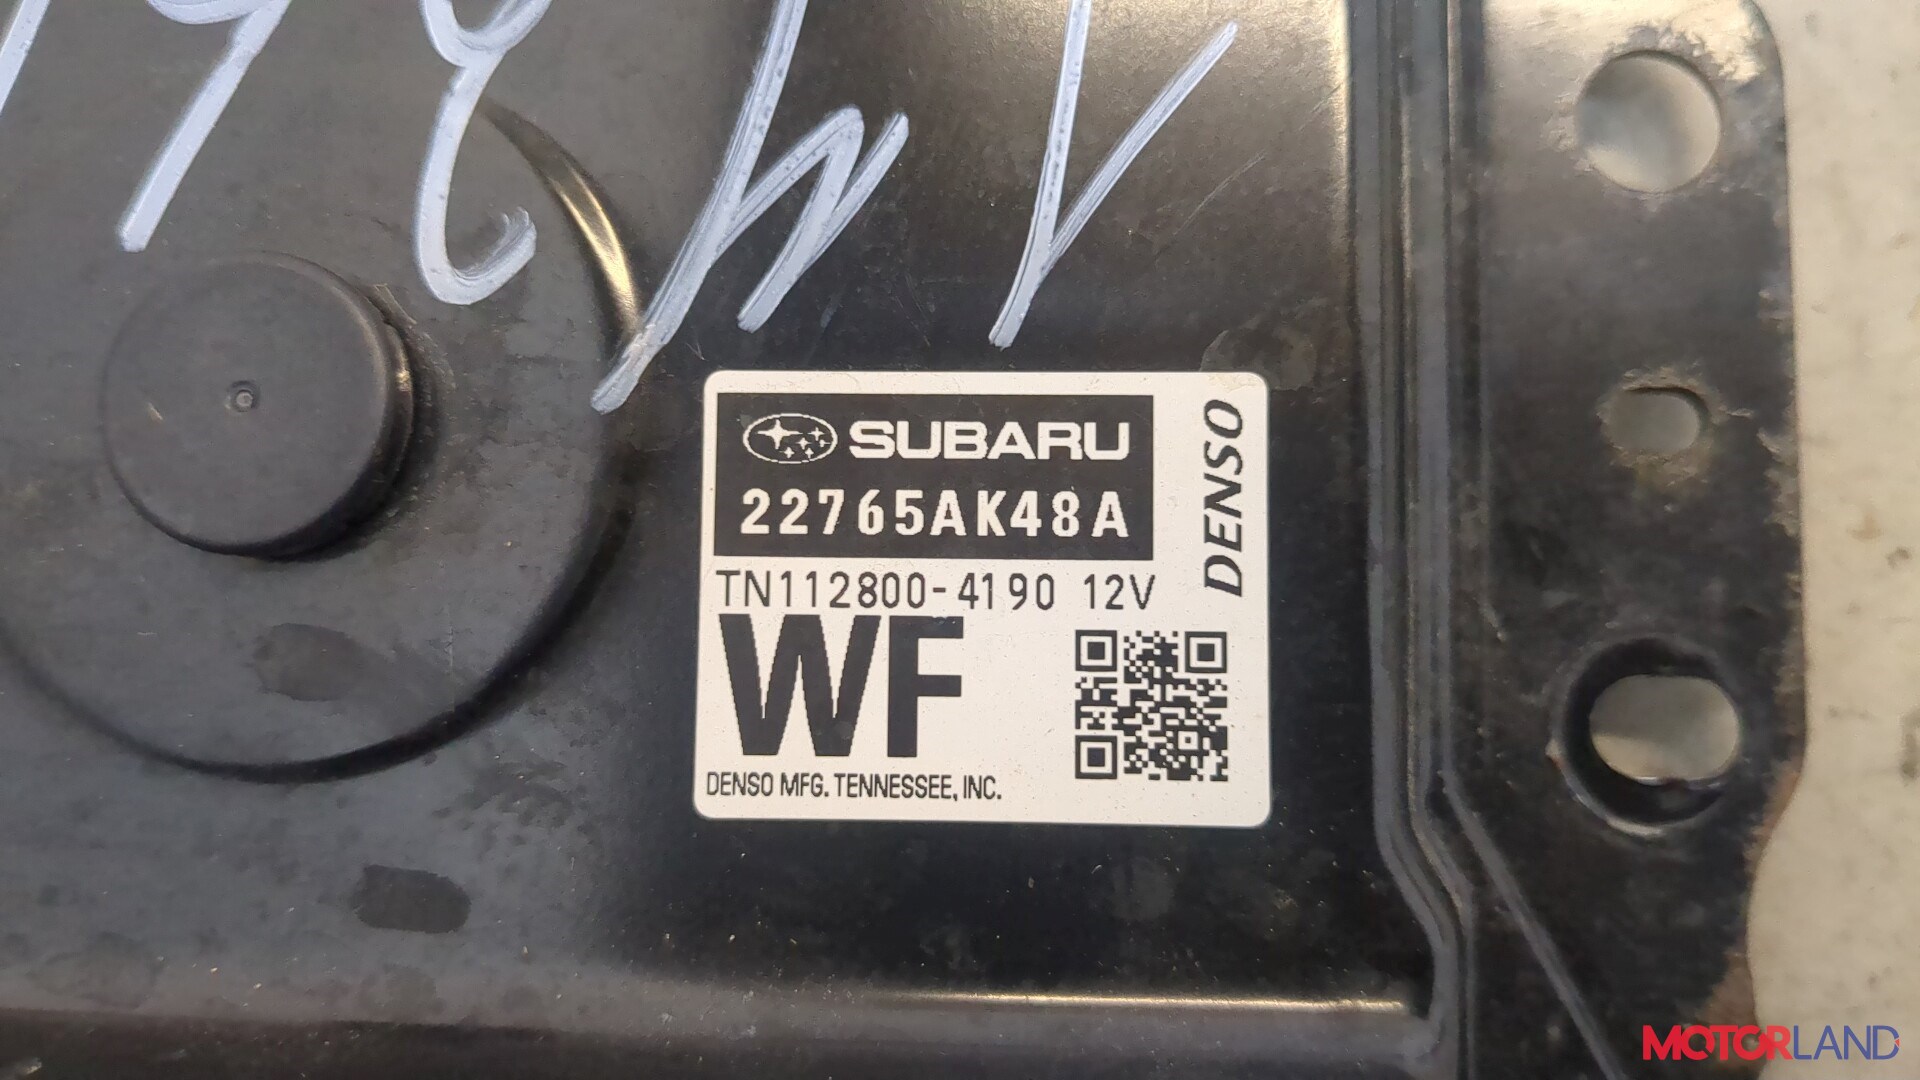 SUBARU
22765AK48A
DENSO
TN112800-4190 12V
WF
DENSO MFG. TENNESSEE, INC.
MOTORLAND